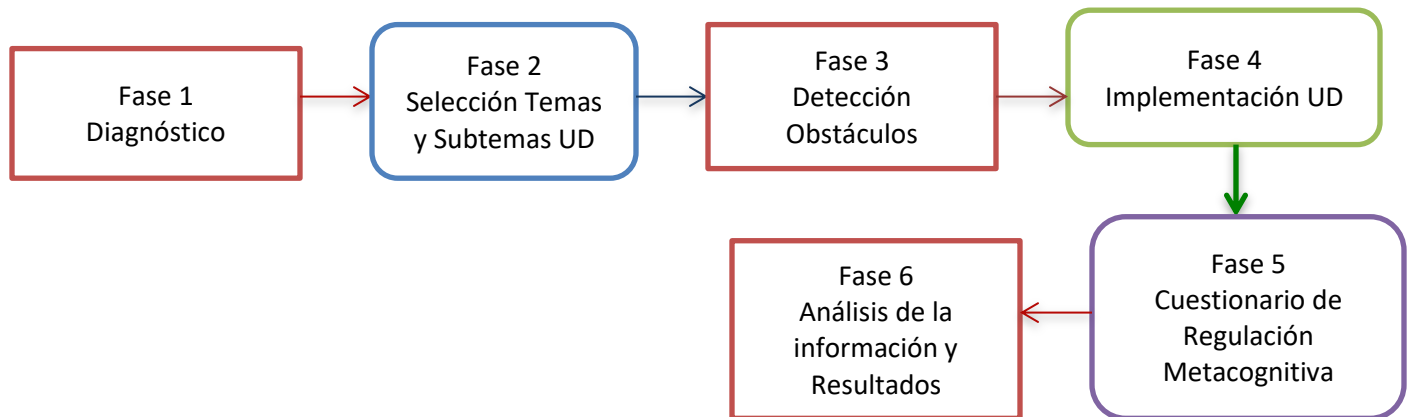 Fase 1
Diagnóstico
Fase 2
Selección Temas
y Subtemas UD
Fase 3
Detección
Obstáculos
Fase 4
Implementación UD
Fase 5
Cuestionario de
Regulación
Metacognitiva
Fase 6
Análisis de la
información y
Resultados